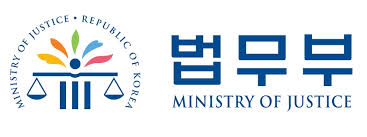 MINISTRY OF JUSTICE • REPUBLIC OF KOREA
법무부
MINISTRY OF JUSTICE